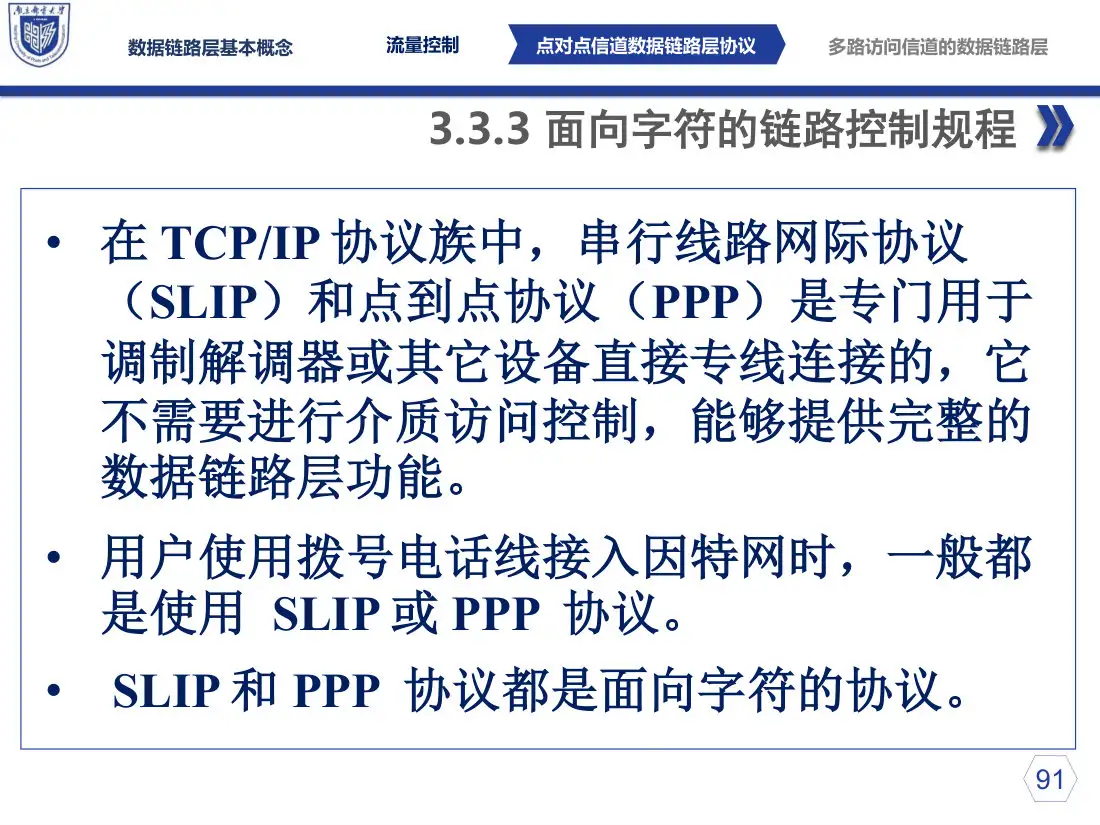 南京邮电大学
数据链路层基本概念
流量控制
点对点信道数据链路层协议
多路访问信道的数据链路层
3.3.3 面向字符的链路控制规程
• 在 TCP/IP 协议族中，串行线路网际协议
（SLIP）和点到点协议（PPP）是专门用于
调制解调器或其它设备直接专线连接的，它
不需要进行介质访问控制，能够提供完整的
数据链路层功能。
• 用户使用拨号电话线接入因特网时，一般都
是使用 SLIP 或 PPP 协议。
• SLIP 和 PPP 协议都是面向字符的协议。
91